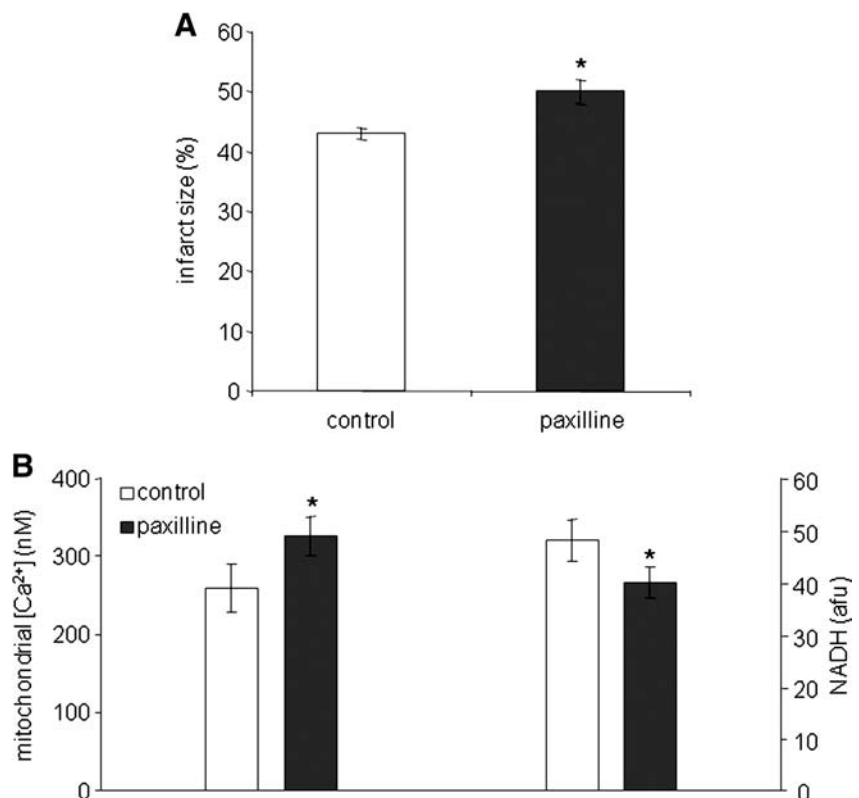 A
60
50
40
30
20
10
0
infarct size (%)
*
control paxilline
B
400
300
200
100
0
mitochondrial [Ca²⁺] (nM)
control
paxilline
*
*
60
50
40
30
20
10
0
NADH (afu)